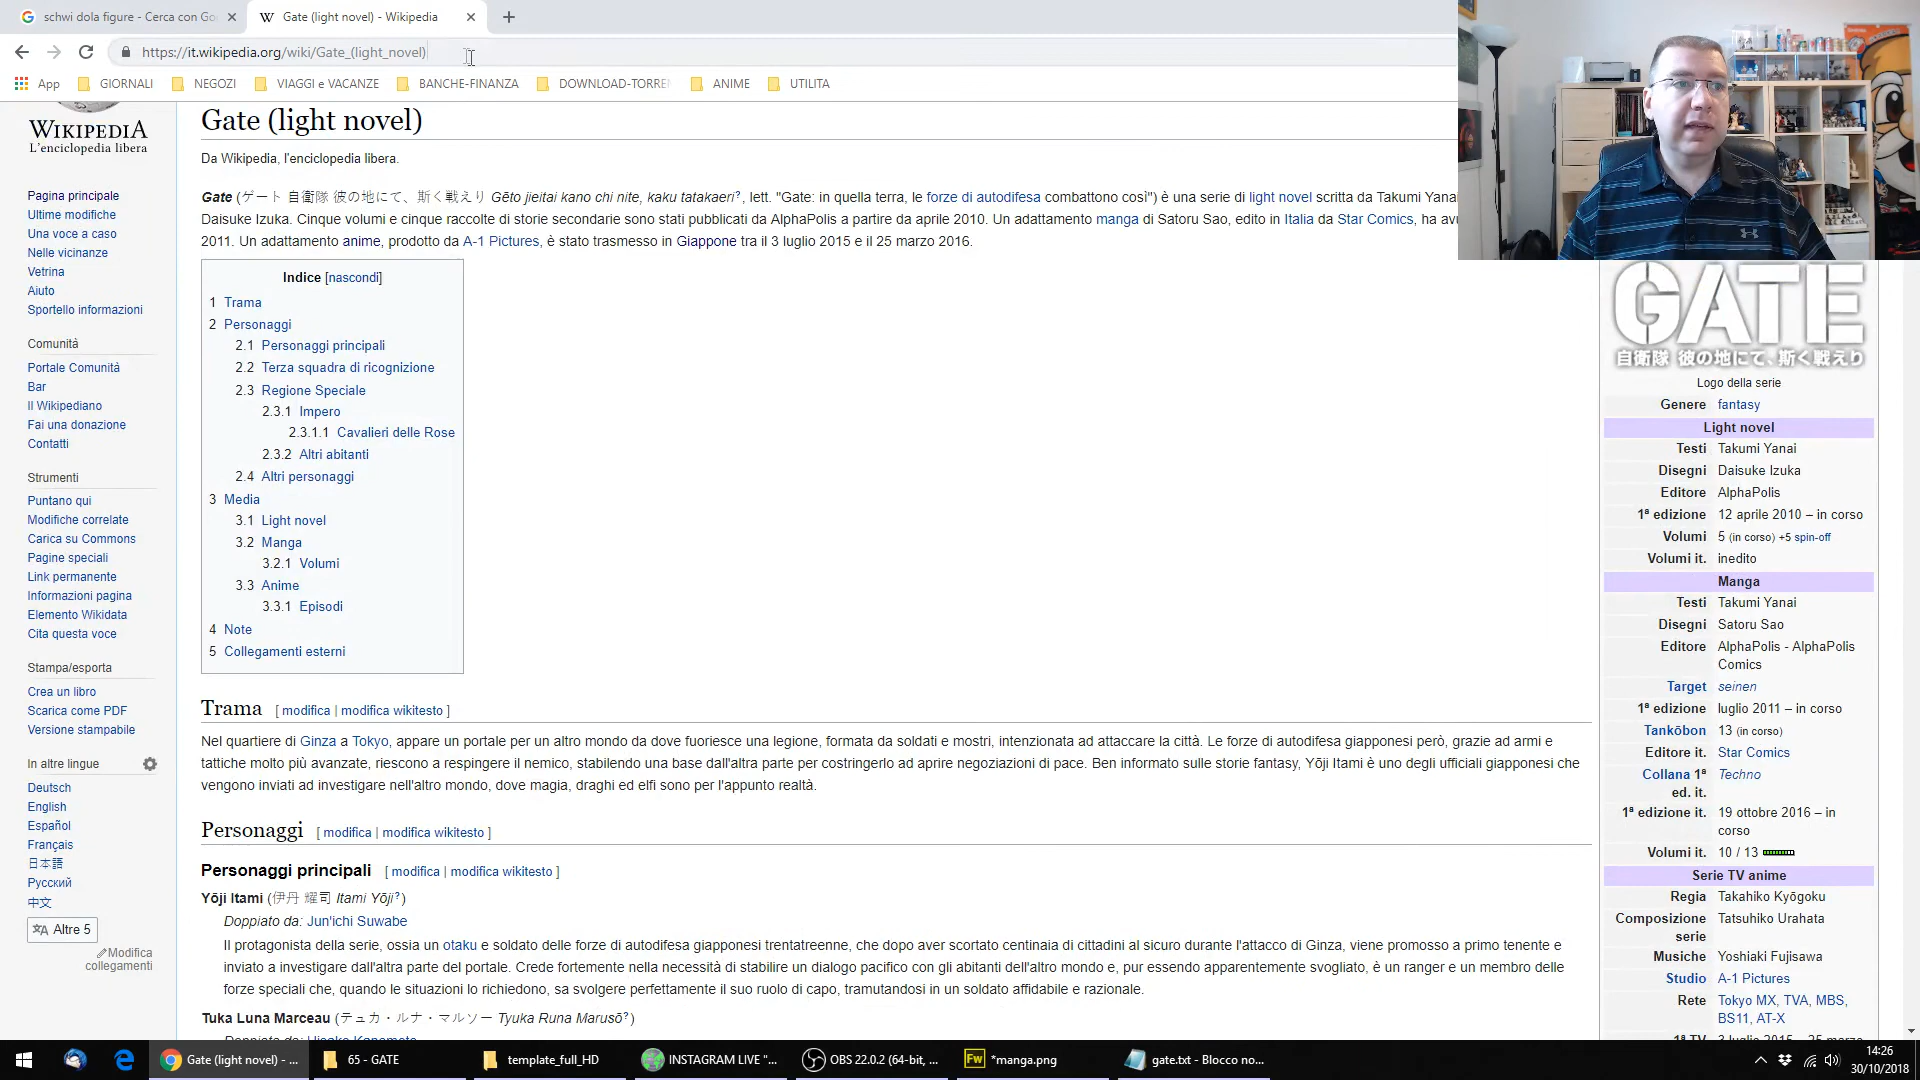 schwi dola figure - Cerca con Go
Gate (light novel) - Wikipedia
https://it.wikipedia.org/wiki/Gate_(light_novel)
App
GIORNALI
NEGOZI
VIAGGI e VACANZE
BANCHE-FINANZA
DOWNLOAD-TORREN
ANIME
UTILITA
WIKIPEDIA
L'enciclopedia libera
Pagina principale
Ultime modifiche
Una voce a caso
Nelle vicinanze
Vetrina
Aiuto
Sportello informazioni
Comunità
Portale Comunità
Bar
Il Wikipediano
Fai una donazione
Contatti
Strumenti
Puntano qui
Modifiche correlate
Carica su Commons
Pagine speciali
Link permanente
Informazioni pagina
Elemento Wikidata
Cita questa voce
Stampa/esporta
Crea un libro
Scarica come PDF
Versione stampabile
In altre lingue
Deutsch
English
Español
Français
日本語
Русский
中文
Altre 5
Modifica
collegamenti
Gate (light novel)
Da Wikipedia, l'enciclopedia libera.
Gate (ゲート 自衛隊 彼の地にて、斯く戦えり Gēto jieitai kano chi nite, kaku tatakaeri?, lett. "Gate: in quella terra, le forze di autodifesa combattono così") è una serie di light novel scritta da Takumi Yanai
Daisuke Izuka. Cinque volumi e cinque raccolte di storie secondarie sono stati pubblicati da AlphaPolis a partire da aprile 2010. Un adattamento manga di Satoru Sao, edito in Italia da Star Comics, ha avu
2011. Un adattamento anime, prodotto da A-1 Pictures, è stato trasmesso in Giappone tra il 3 luglio 2015 e il 25 marzo 2016.
Indice [nascondi]
1 Trama
2 Personaggi
2.1 Personaggi principali
2.2 Terza squadra di ricognizione
2.3 Regione Speciale
2.3.1 Impero
2.3.1.1 Cavalieri delle Rose
2.3.2 Altri abitanti
2.4 Altri personaggi
3 Media
3.1 Light novel
3.2 Manga
3.2.1 Volumi
3.3 Anime
3.3.1 Episodi
4 Note
5 Collegamenti esterni
Trama [ modifica | modifica wikitesto ]
Nel quartiere di Ginza a Tokyo, appare un portale per un altro mondo da dove fuoriesce una legione, formata da soldati e mostri, intenzionata ad attaccare la città. Le forze di autodifesa giapponesi però, grazie ad armi e
tattiche molto più avanzate, riescono a respingere il nemico, stabilendo una base dall'altra parte per costringerlo ad aprire negoziazioni di pace. Ben informato sulle storie fantasy, Yōji Itami è uno degli ufficiali giapponesi che
vengono inviati ad investigare nell'altro mondo, dove magia, draghi ed elfi sono per l'appunto realtà.
Personaggi [ modifica | modifica wikitesto ]
Personaggi principali [ modifica | modifica wikitesto ]
Yōji Itami (伊丹 耀司 Itami Yōji?)
Doppiato da: Jun'ichi Suwabe
Il protagonista della serie, ossia un otaku e soldato delle forze di autodifesa giapponesi trentatreenne, che dopo aver scortato centinaia di cittadini al sicuro durante l'attacco di Ginza, viene promosso a primo tenente e
inviato a investigare dall'altra parte del portale. Crede fortemente nella necessità di stabilire un dialogo pacifico con gli abitanti dell'altro mondo e, pur essendo apparentemente svogliato, è un ranger e un membro delle
forze speciali che, quando le situazioni lo richiedono, sa svolgere perfettamente il suo ruolo di capo, tramutandosi in un soldato affidabile e razionale.
Tuka Luna Marceau (テュカ・ルナ・マルソー Tyuka Runa Marusō?)
GATE
自衛隊 彼の地にて、斯く戦えり
Logo della serie
Genere fantasy
Light novel
Testi Takumi Yanai
Disegni Daisuke Izuka
Editore AlphaPolis
1ª edizione 12 aprile 2010 – in corso
Volumi 5 (in corso) +5 spin-off
Volumi it. inedito
Manga
Testi Takumi Yanai
Disegni Satoru Sao
Editore AlphaPolis - AlphaPolis
Comics
Target seinen
1ª edizione luglio 2011 – in corso
Tankōbon 13 (in corso)
Editore it. Star Comics
Collana 1ª Techno
ed. it.
1ª edizione it. 19 ottobre 2016 – in
corso
Volumi it. 10 / 13
Serie TV anime
Regia Takahiko Kyōgoku
Composizione Tatsuhiko Urahata
serie
Musiche Yoshiaki Fujisawa
Studio A-1 Pictures
Rete Tokyo MX, TVA, MBS,
BS11, AT-X
Gate (light novel) - ...
65 - GATE
template_full_HD
INSTAGRAM LIVE "...
OBS 22.0.2 (64-bit, ...
*manga.png
gate.txt - Blocco no...
14:26
30/10/2018